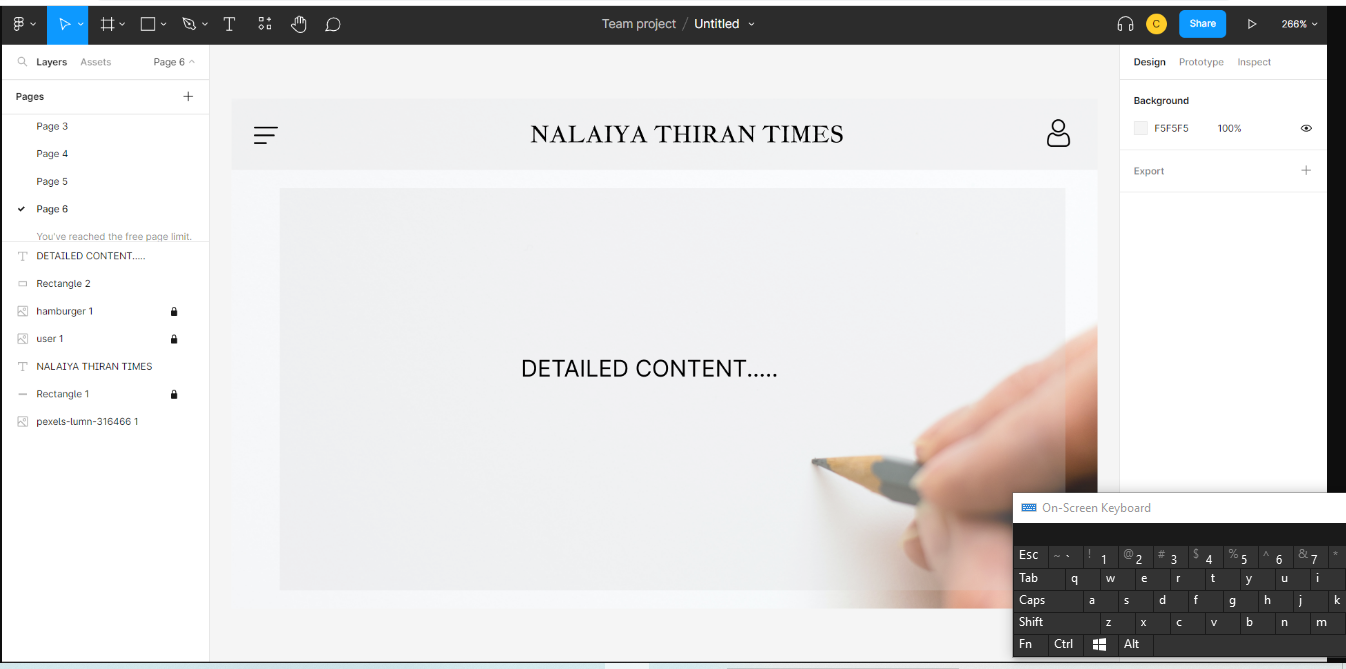 Team project / Untitled
C
Share
266%
Layers Assets Page 6
Pages
Page 3
Page 4
Page 5
Page 6
You've reached the free page limit.
DETAILED CONTENT.....
Rectangle 2
hamburger 1
user 1
NALAIYA THIRAN TIMES
Rectangle 1
pexels-lumn-316466 1
NALAIYA THIRAN TIMES
DETAILED CONTENT.....
Design Prototype Inspect
Background
F5F5F5 100%
Export
On-Screen Keyboard
Esc ~ ` ! 1 @ 2 # 3 $ 4 % 5 ^ 6 & 7 *
Tab q w e r t y u i
Caps a s d f g h j k
Shift z x c v b n m
Fn Ctrl Alt